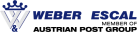 WEBER ESCAL
MEMBER OF
AUSTRIAN POST GROUP